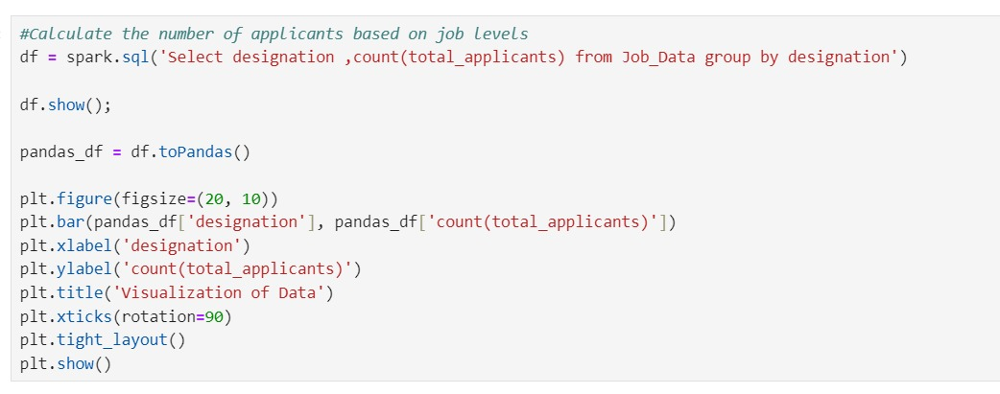 #Calculate the number of applicants based on job levels
df = spark.sql('Select designation ,count(total_applicants) from Job_Data group by designation')
df.show();
pandas_df = df.toPandas()
plt.figure(figsize=(20, 10))
plt.bar(pandas_df['designation'], pandas_df['count(total_applicants)'])
plt.xlabel('designation')
plt.ylabel('count(total_applicants)')
plt.title('Visualization of Data')
plt.xticks(rotation=90)
plt.tight_layout()
plt.show()